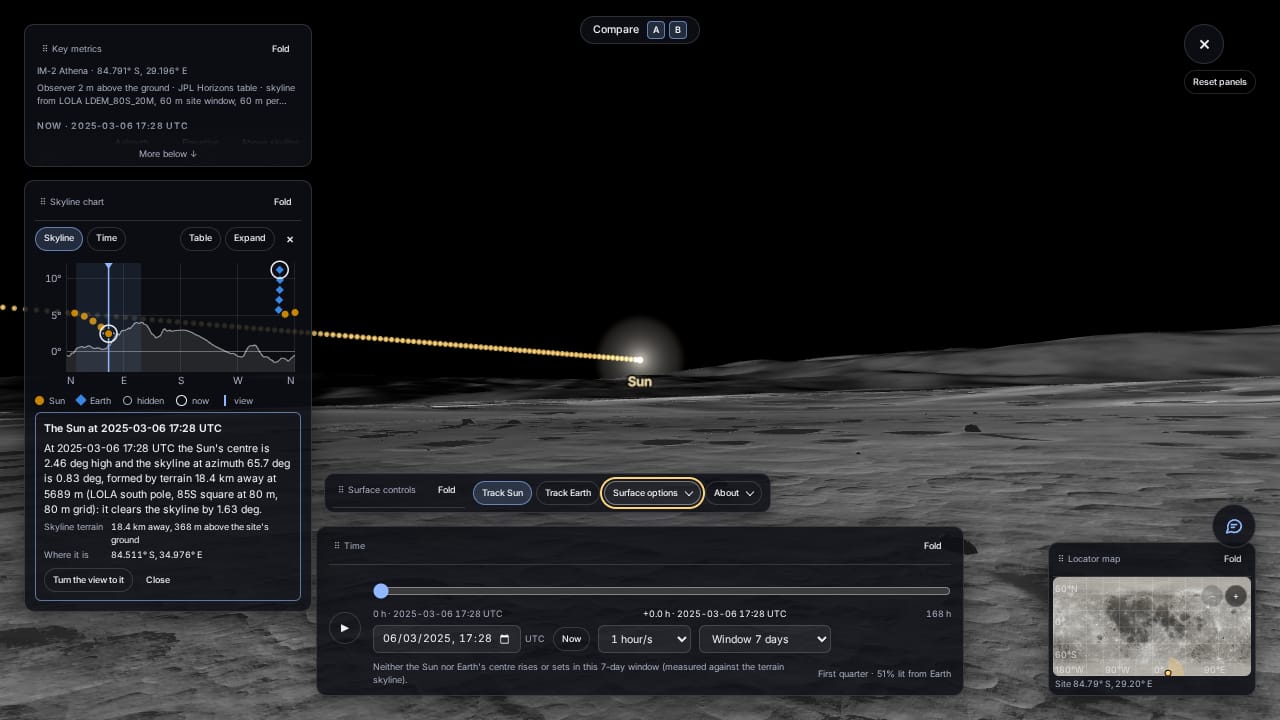 Compare A B
⠿ Key metrics Fold
IM-2 Athena · 84.791° S, 29.196° E
Observer 2 m above the ground · JPL Horizons table · skyline
from LOLA LDEM_80S_20M, 60 m site window, 60 m per...
NOW · 2025-03-06 17:28 UTC
More below ↓
×
Reset panels
⠿ Skyline chart Fold
Skyline Time Table Expand ×
10°
5°
0°
N E S W N
Sun Earth hidden now view
The Sun at 2025-03-06 17:28 UTC
At 2025-03-06 17:28 UTC the Sun's centre is
2.46 deg high and the skyline at azimuth 65.7 deg
is 0.83 deg, formed by terrain 18.4 km away at
5689 m (LOLA south pole, 85S square at 80 m,
80 m grid): it clears the skyline by 1.63 deg.
Skyline terrain 18.4 km away, 368 m above the site's
ground
Where it is 84.511° S, 34.976° E
Turn the view to it Close
Sun
⠿ Surface controls Fold Track Sun Track Earth Surface options About
⠿ Time Fold
0 h · 2025-03-06 17:28 UTC +0.0 h · 2025-03-06 17:28 UTC 168 h
06/03/2025, 17:28 UTC Now 1 hour/s Window 7 days
Neither the Sun nor Earth's centre rises or sets in this 7-day window (measured against the terrain
skyline).
First quarter · 51% lit from Earth
⠿ Locator map Fold
60°N
− +
0°
60°S
180°W 90°W 0° 90°E
Site 84.79° S, 29.20° E